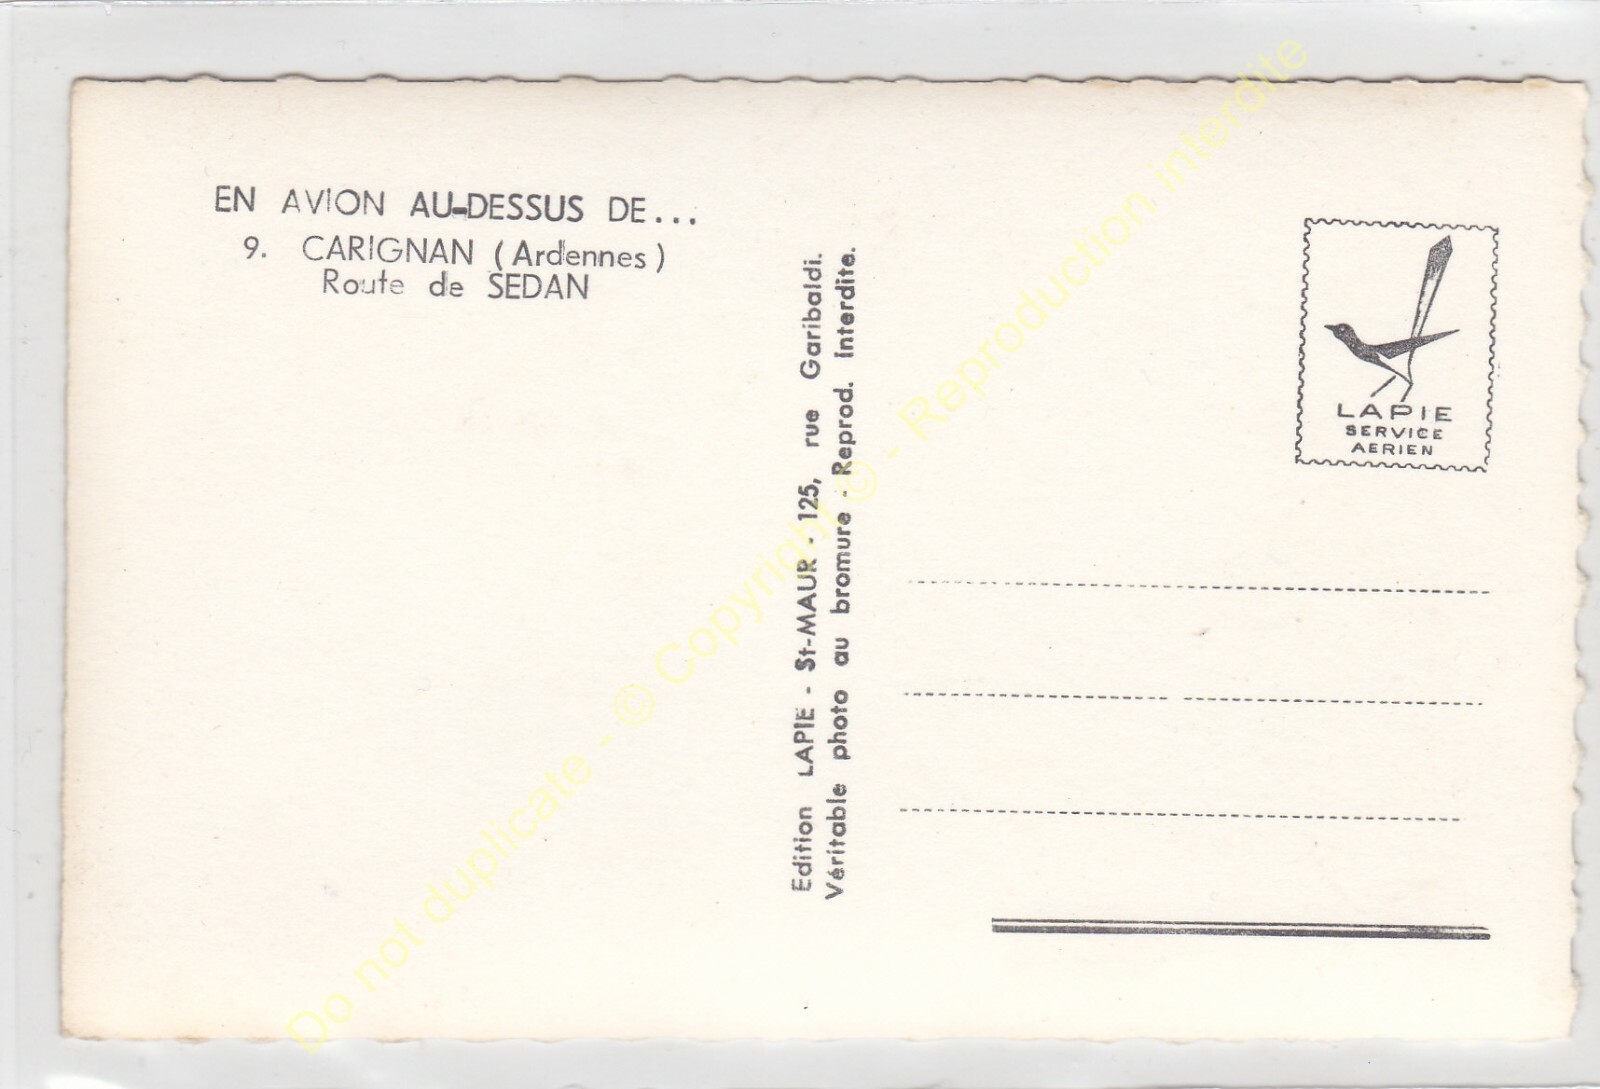 EN AVION AU-DESSUS DE...
9. CARIGNAN (Ardennes)
Route de SEDAN
Edition LAPIE - St-MAUR - 125, rue Garibaldi.
Véritable photo au bromure - Reprod. Interdite.
LAPIE
SERVICE
AERIEN
Do not duplicate - © Copyright © - Reproduction interdite